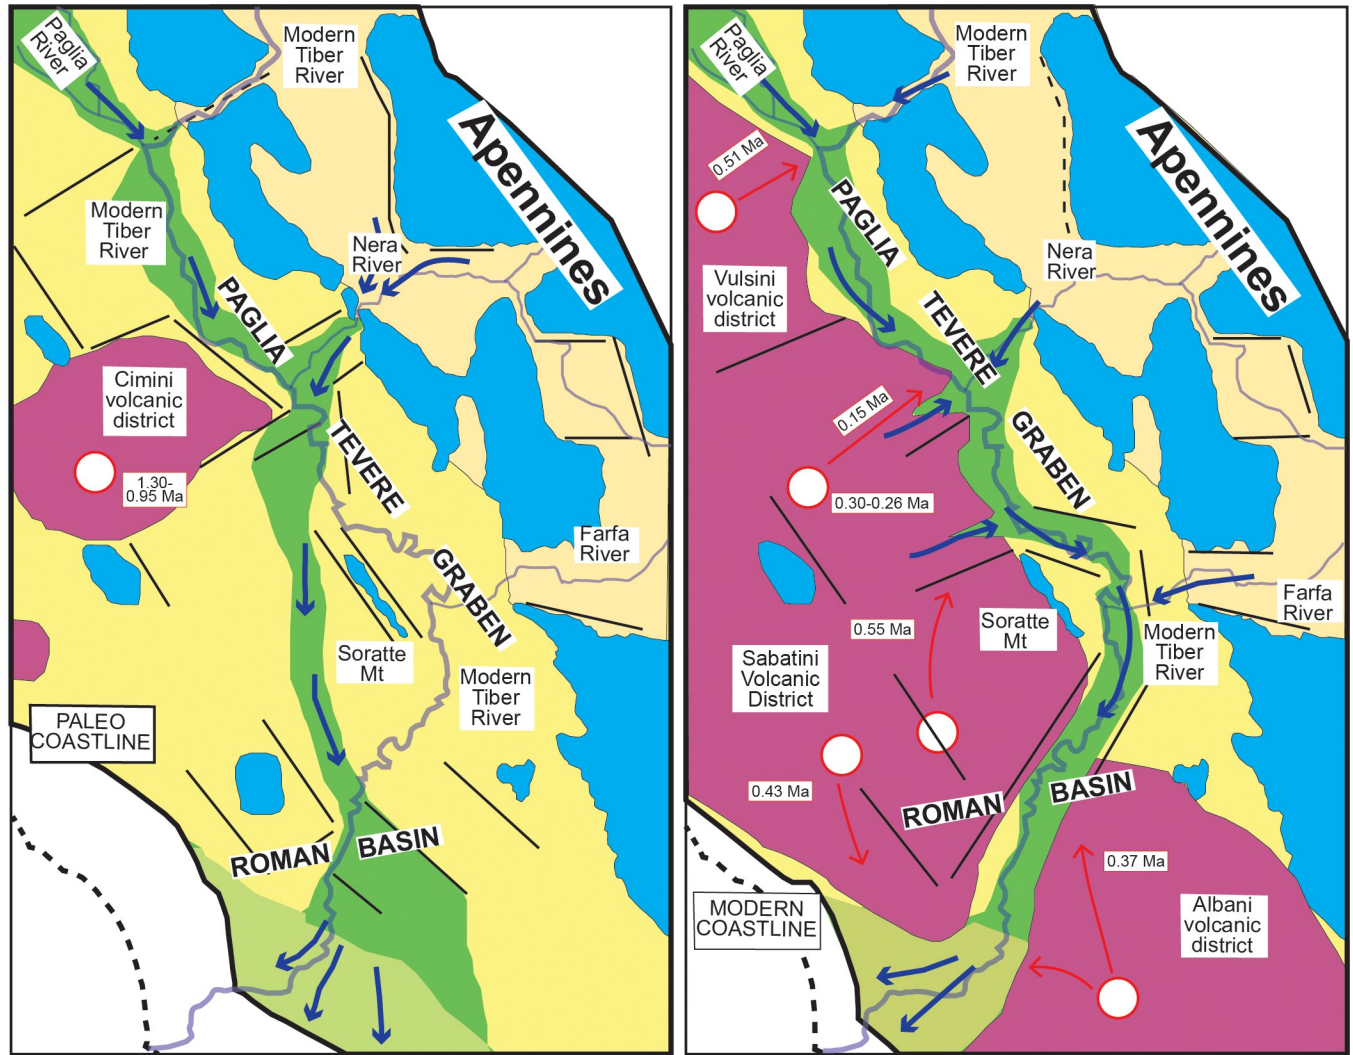 Paglia
River
Modern
Tiber
River
Apennines
Modern
Tiber
River
Nera
River
PAGLIA
Cimini
volcanic
district
1.30-
0.95 Ma
TEVERE
GRABEN
Farfa
River
Soratte
Mt
Modern
Tiber
River
PALEO
COASTLINE
ROMAN
BASIN
Paglia
River
Modern
Tiber
River
Apennines
0.51 Ma
PAGLIA
Nera
River
Vulsini
volcanic
district
TEVERE
0.15 Ma
GRABEN
0.30-0.26 Ma
Farfa
River
0.55 Ma
Soratte
Mt
Modern
Tiber
River
Sabatini
Volcanic
District
0.43 Ma
ROMAN
BASIN
0.37 Ma
MODERN
COASTLINE
Albani
volcanic
district